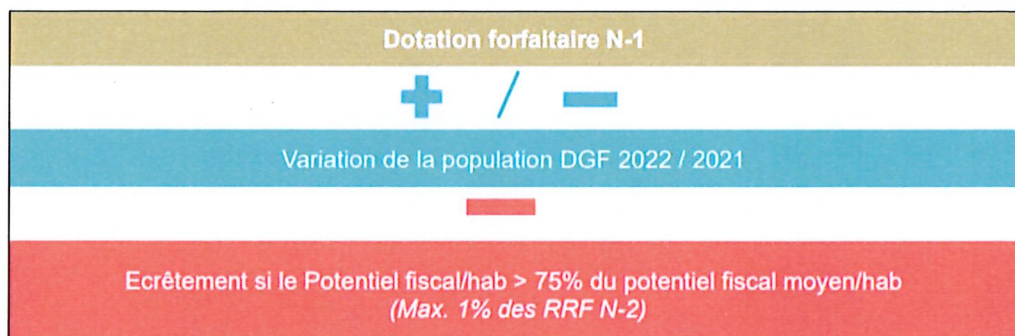 Dotation forfaitaire N-1
+ / -
Variation de la population DGF 2022 / 2021
-
Ecrêtement si le Potentiel fiscal/hab > 75% du potentiel fiscal moyen/hab
(Max. 1% des RRF N-2)